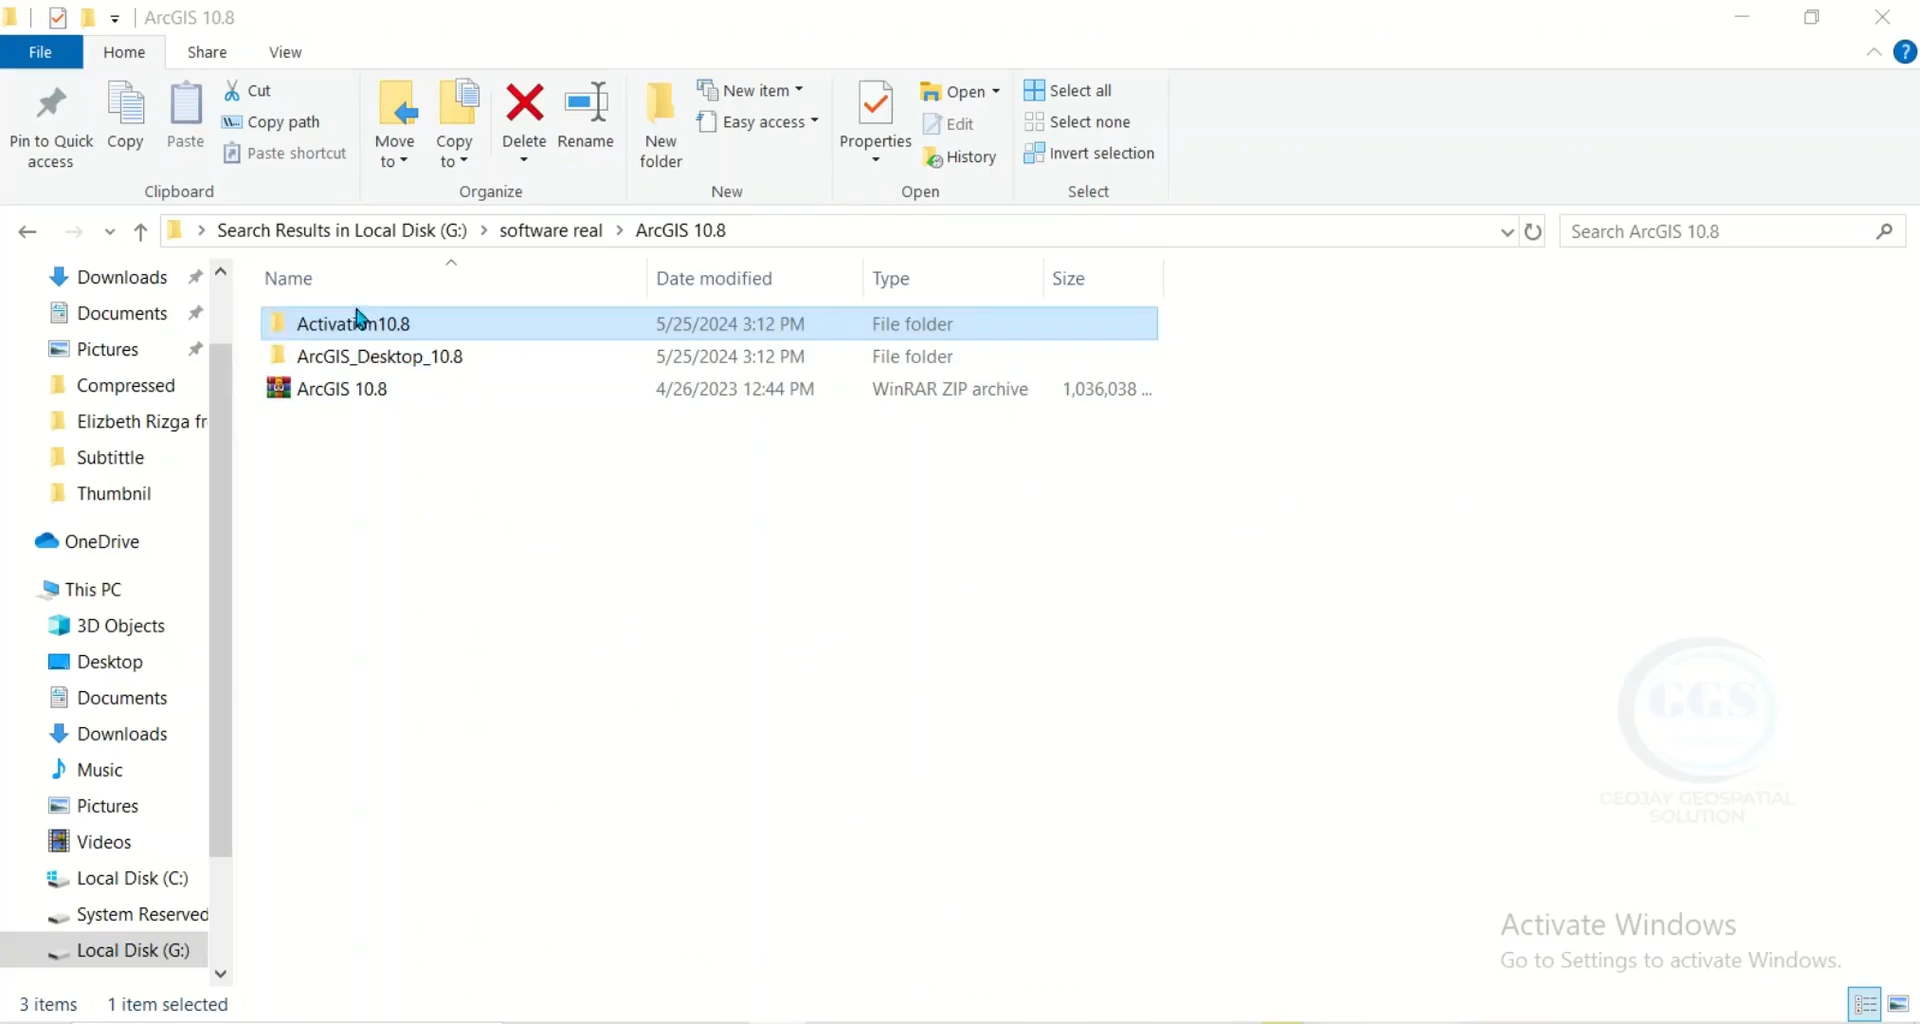 ArcGIS 10.8
File Home Share View
Pin to Quick access
Copy
Paste
Cut
Copy path
Paste shortcut
Clipboard
Move to
Copy to
Delete
Rename
Organize
New folder
New item
Easy access
New
Properties
Open
Edit
History
Open
Select all
Select none
Invert selection
Select
Search Results in Local Disk (G:) > software real > ArcGIS 10.8
Search ArcGIS 10.8
Downloads
Documents
Pictures
Compressed
Elizbeth Rizga fr
Subtittle
Thumbnil
OneDrive
This PC
3D Objects
Desktop
Documents
Downloads
Music
Pictures
Videos
Local Disk (C:)
System Reserved
Local Disk (G:)
Name Date modified Type Size
Activation10.8 5/25/2024 3:12 PM File folder
ArcGIS_Desktop_10.8 5/25/2024 3:12 PM File folder
ArcGIS 10.8 4/26/2023 12:44 PM WinRAR ZIP archive 1,036,038 ...
GGS
GEOJAY GEOSPATIAL
SOLUTION
Activate Windows
Go to Settings to activate Windows.
3 items 1 item selected